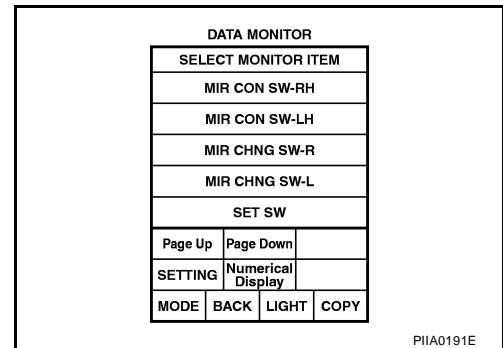 DATA MONITOR
SELECT MONITOR ITEM
MIR CON SW-RH
MIR CON SW-LH
MIR CHNG SW-R
MIR CHNG SW-L
SET SW
Page Up Page Down
SETTING Numerical Display
MODE BACK LIGHT COPY
PIIA0191E